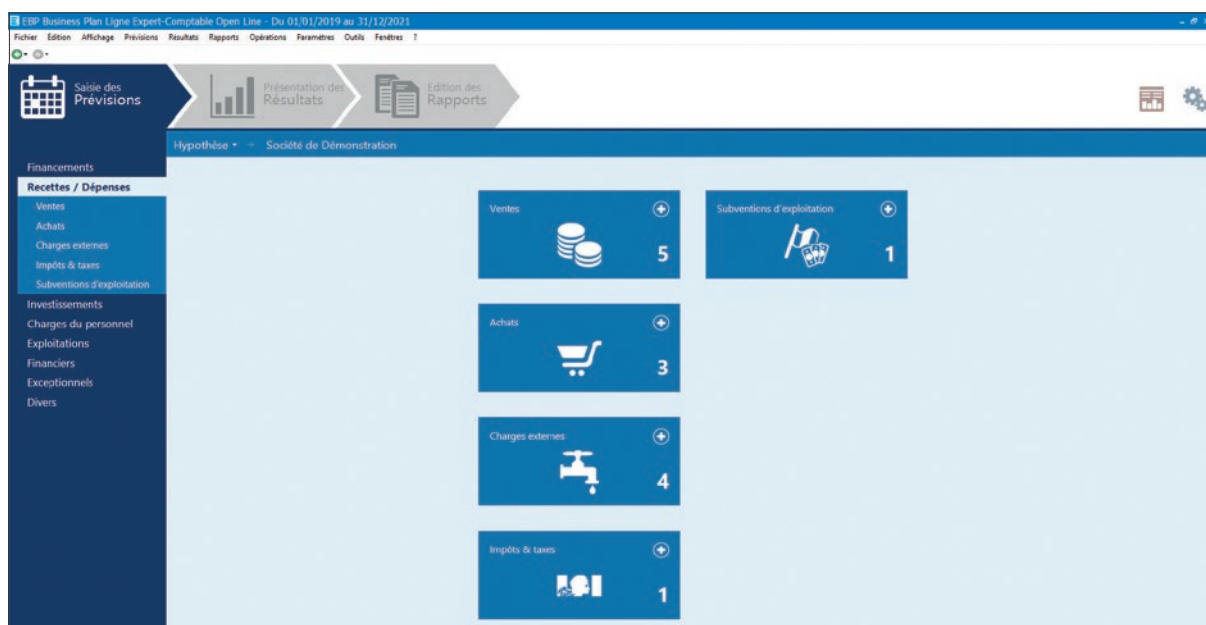 EBP Business Plan Ligne Expert-Comptable Open Line - Du 01/01/2019 au 31/12/2021
Fichier Édition Affichage Prévisions Résultats Rapports Opérations Paramètres Outils Fenêtres ?
Saisie des
Prévisions
Présentation des
Résultats
Edition des
Rapports
Hypothèse Société de Démonstration
Financements
Recettes / Dépenses
Ventes
Achats
Charges externes
Impôts & taxes
Subventions d'exploitation
Investissements
Charges du personnel
Exploitations
Financiers
Exceptionnels
Divers
Ventes
5
Subventions d'exploitation
1
Achats
3
Charges externes
4
Impôts & taxes
1